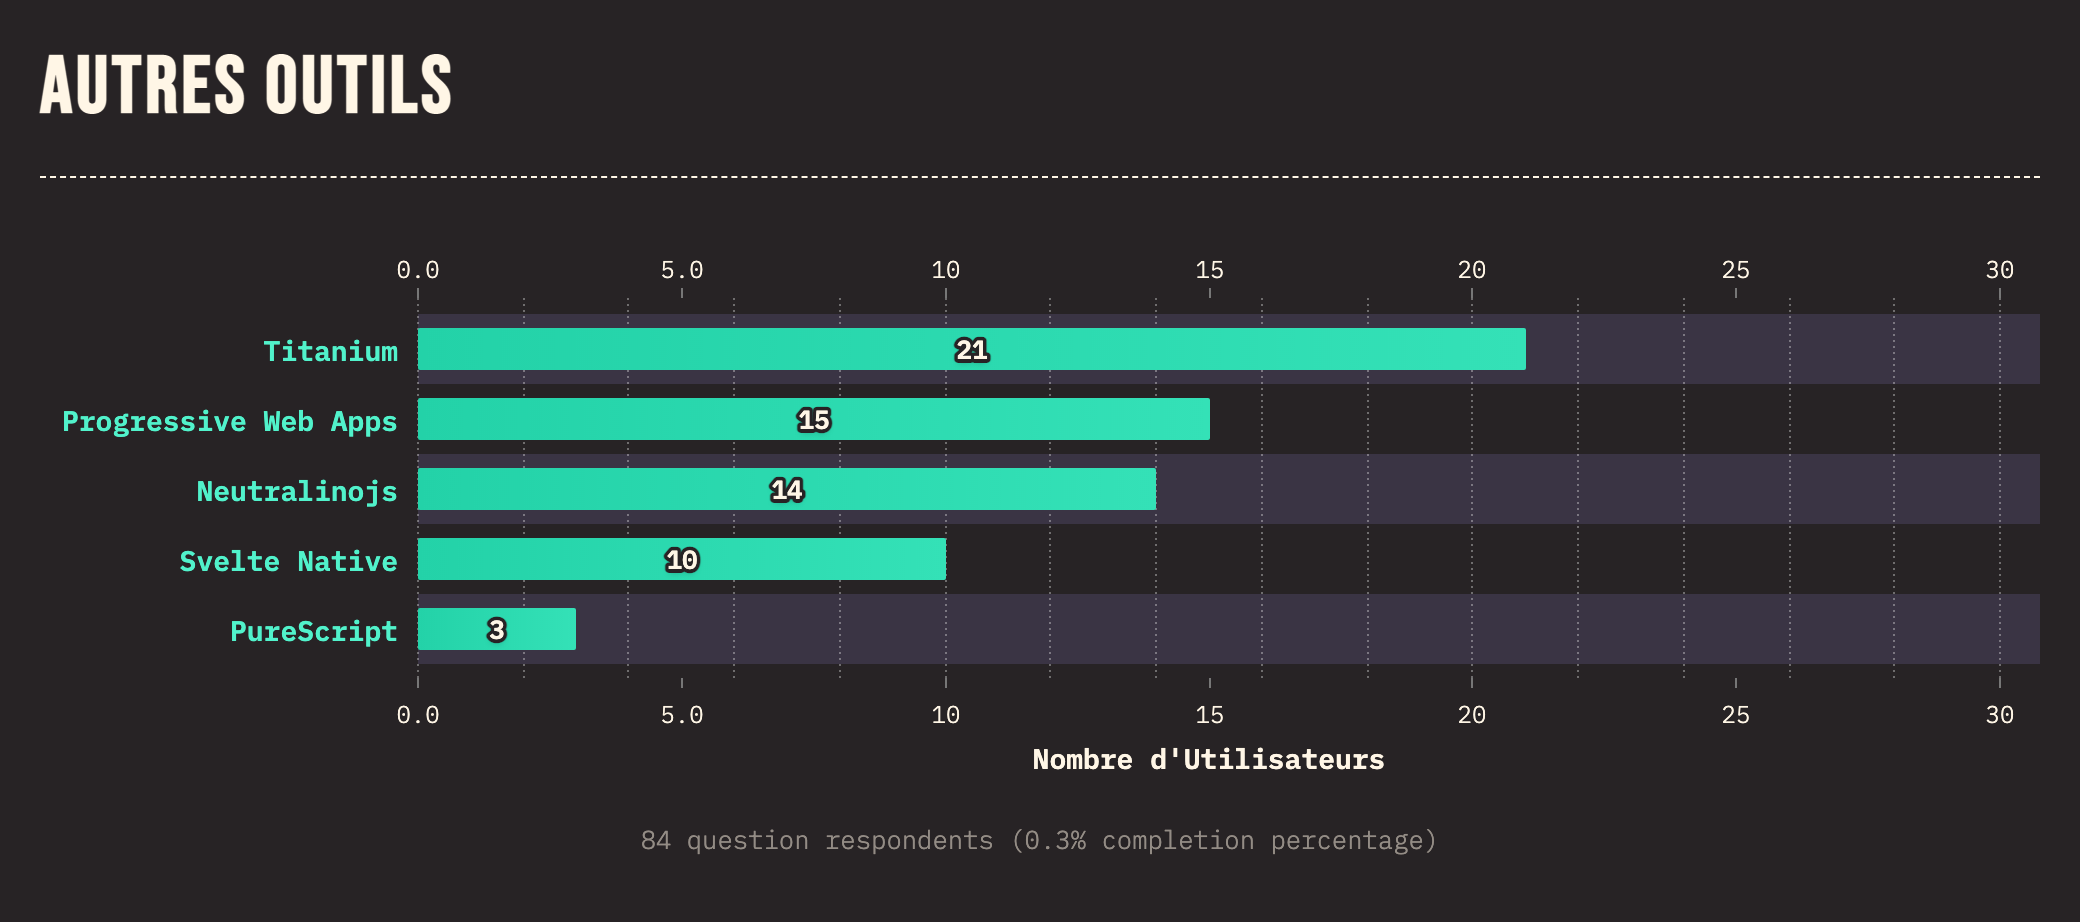 AUTRES OUTILS
0.0 5.0 10 15 20 25 30
Titanium 21
Progressive Web Apps 15
Neutralinojs 14
Svelte Native 10
PureScript 3
0.0 5.0 10 15 20 25 30
Nombre d'Utilisateurs
84 question respondents (0.3% completion percentage)